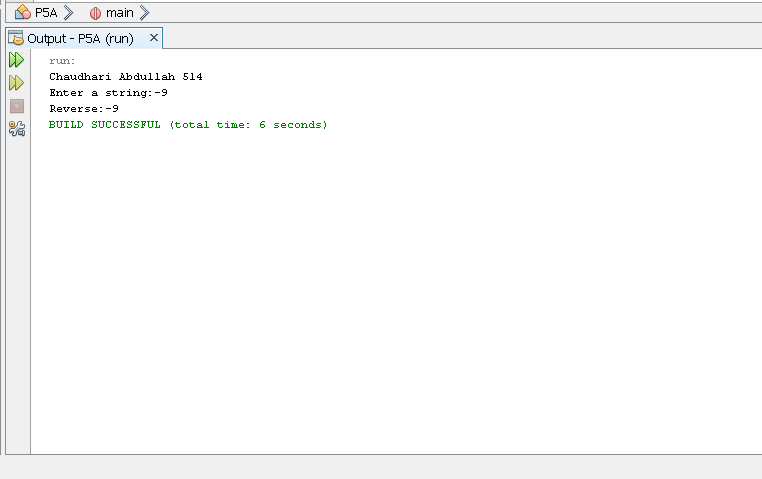 P5A main
Output - P5A (run)
run:
Chaudhari Abdullah 514
Enter a string:-9
Reverse:-9
BUILD SUCCESSFUL (total time: 6 seconds)